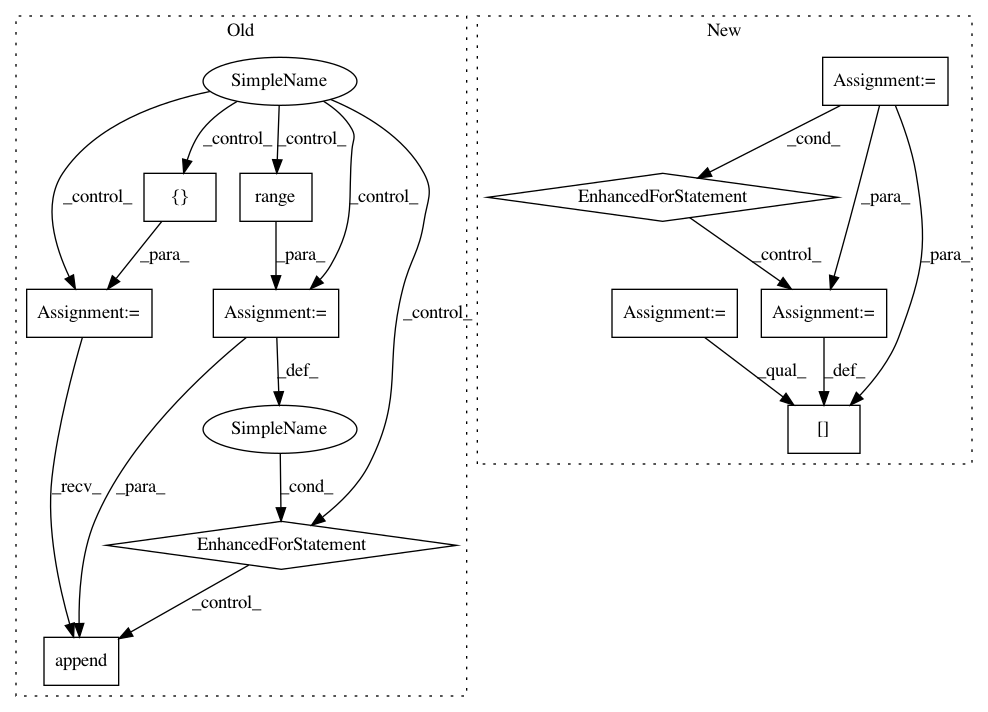 Old
New
SimpleName
Assignment:=
_control_
_control_
_control_
_control_
_cond_
{}
range
EnhancedForStatement
_para_
_para_
_para_
_control_
_para_
_control_
Assignment:=
Assignment:=
Assignment:=
Assignment:=
_def_
_qual_
_def_
SimpleName
[]
_recv_
_para_
_cond_
EnhancedForStatement
_control_
append